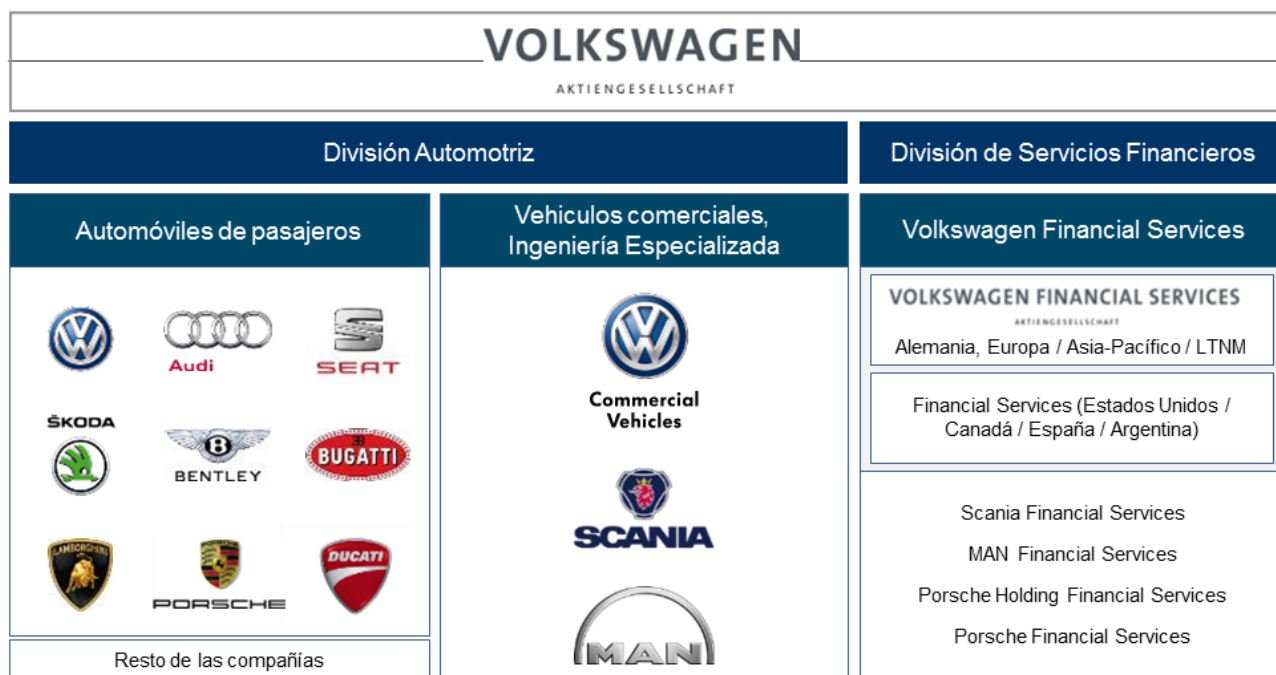 VOLKSWAGEN
AKTIENGESELLSCHAFT
División Automotriz
División de Servicios Financieros
Automóviles de pasajeros
Vehiculos comerciales,
Ingeniería Especializada
Volkswagen Financial Services
Audi
SEAT
ŠKODA
BENTLEY
BUGATTI
LAMBORGHINI
PORSCHE
DUCATI
Resto de las compañías
Commercial
Vehicles
SCANIA
MAN
VOLKSWAGEN FINANCIAL SERVICES
AKTIENGESELLSCHAFT
Alemania, Europa / Asia-Pacífico / LTNM
Financial Services (Estados Unidos /
Canadá / España / Argentina)
Scania Financial Services
MAN Financial Services
Porsche Holding Financial Services
Porsche Financial Services